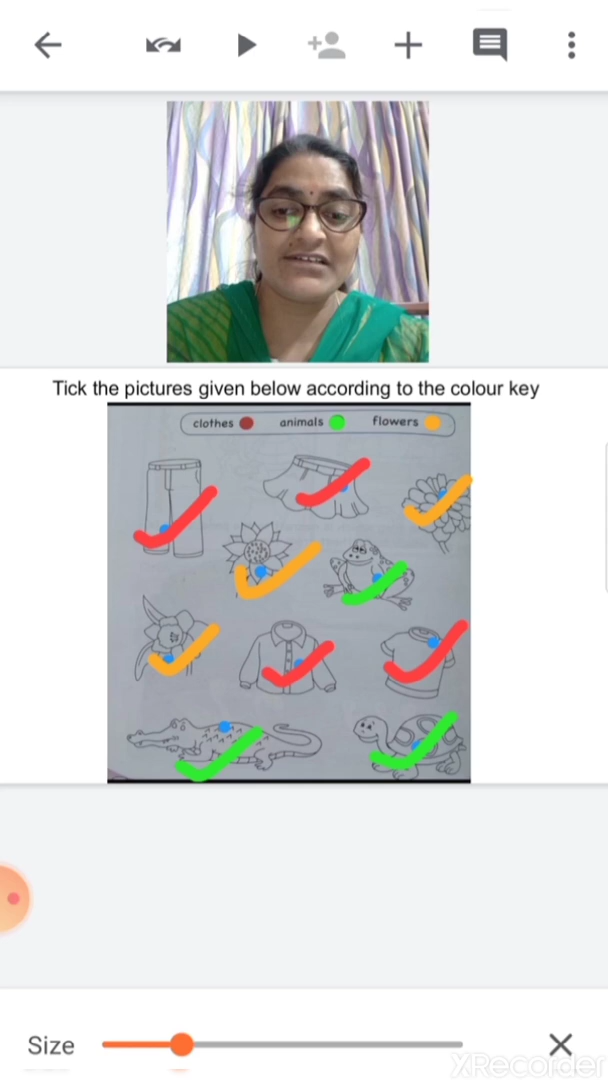 Tick the pictures given below according to the colour key
clothes animals flowers
Size
XRecorder